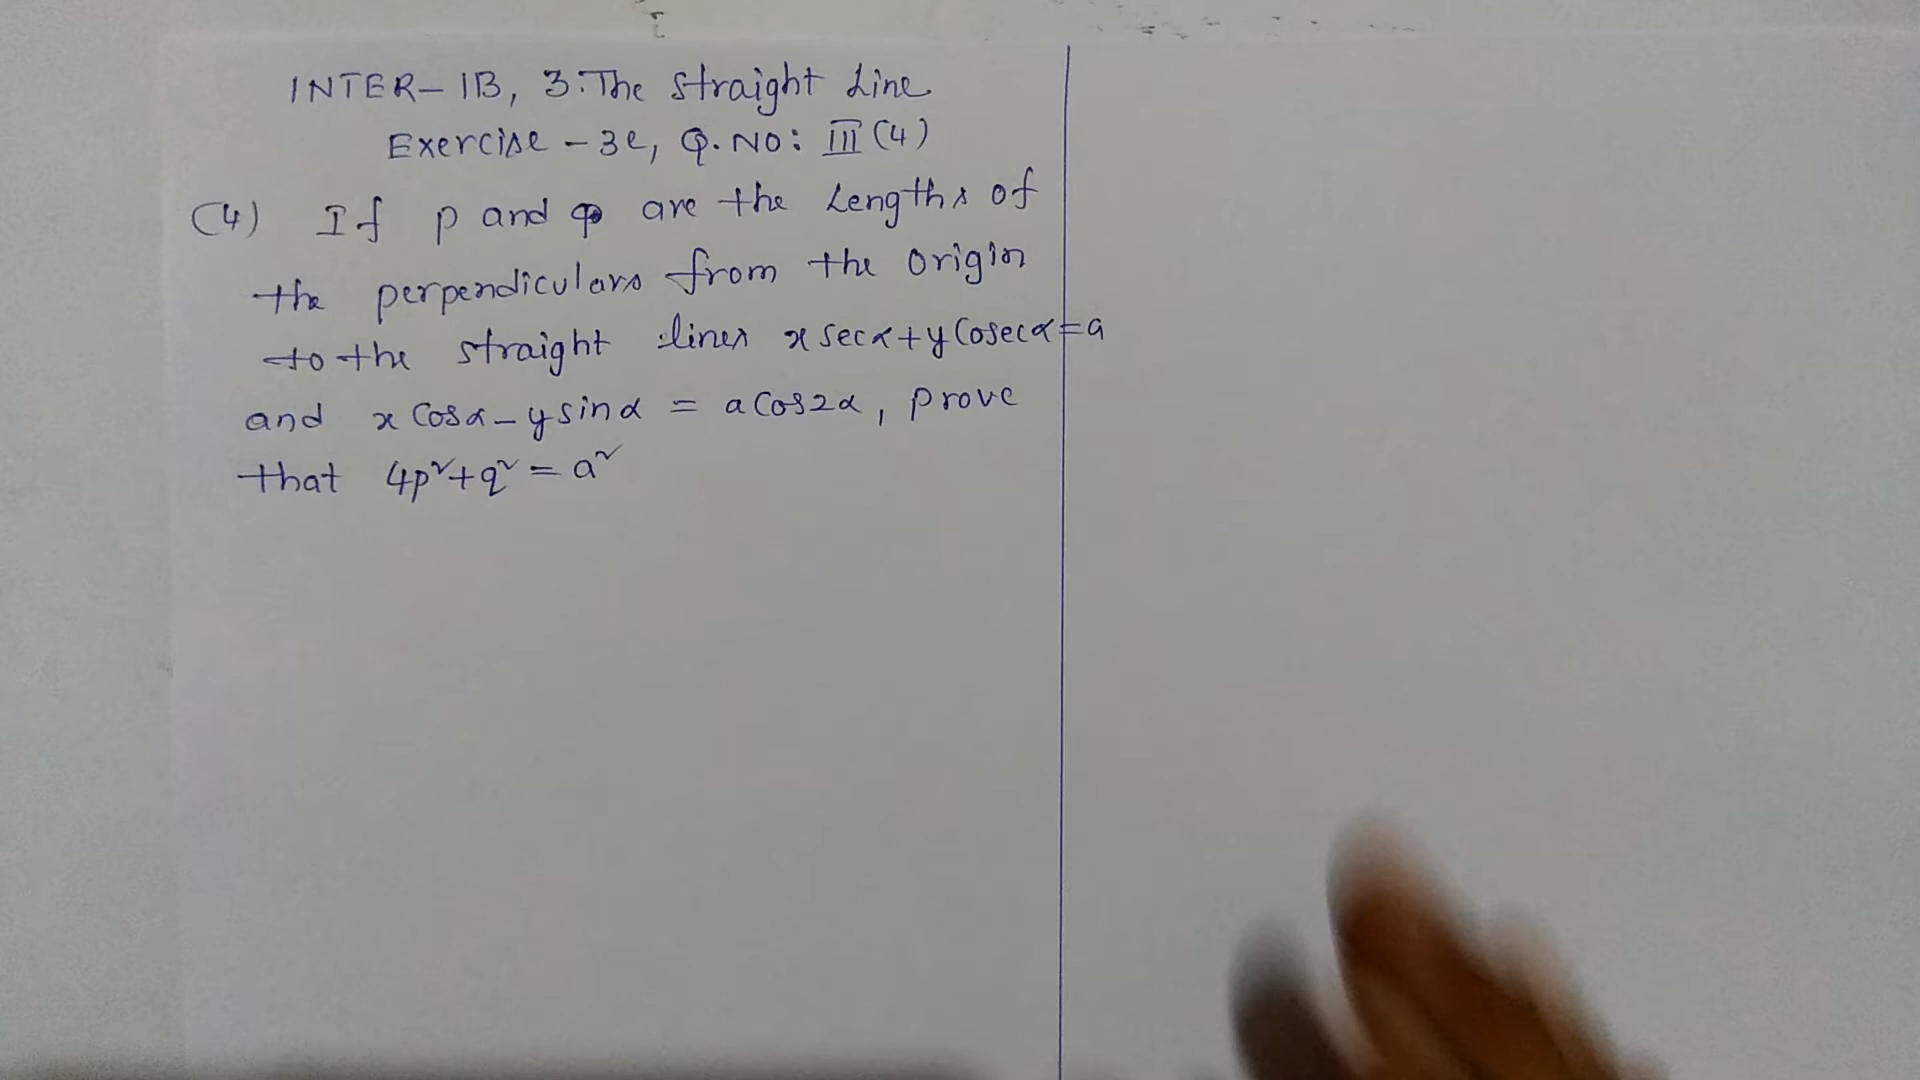 INTER-IB, 3:The straight Line
Exercise - 3e, Q. NO: III (4)
(4) If p and q are the Lengths of
the perpendiculars from the origin
to the straight lines x secα+y Cosecα=a
and x Cosα-y sinα = a Cos2α, prove
that 4p²+q² = a²